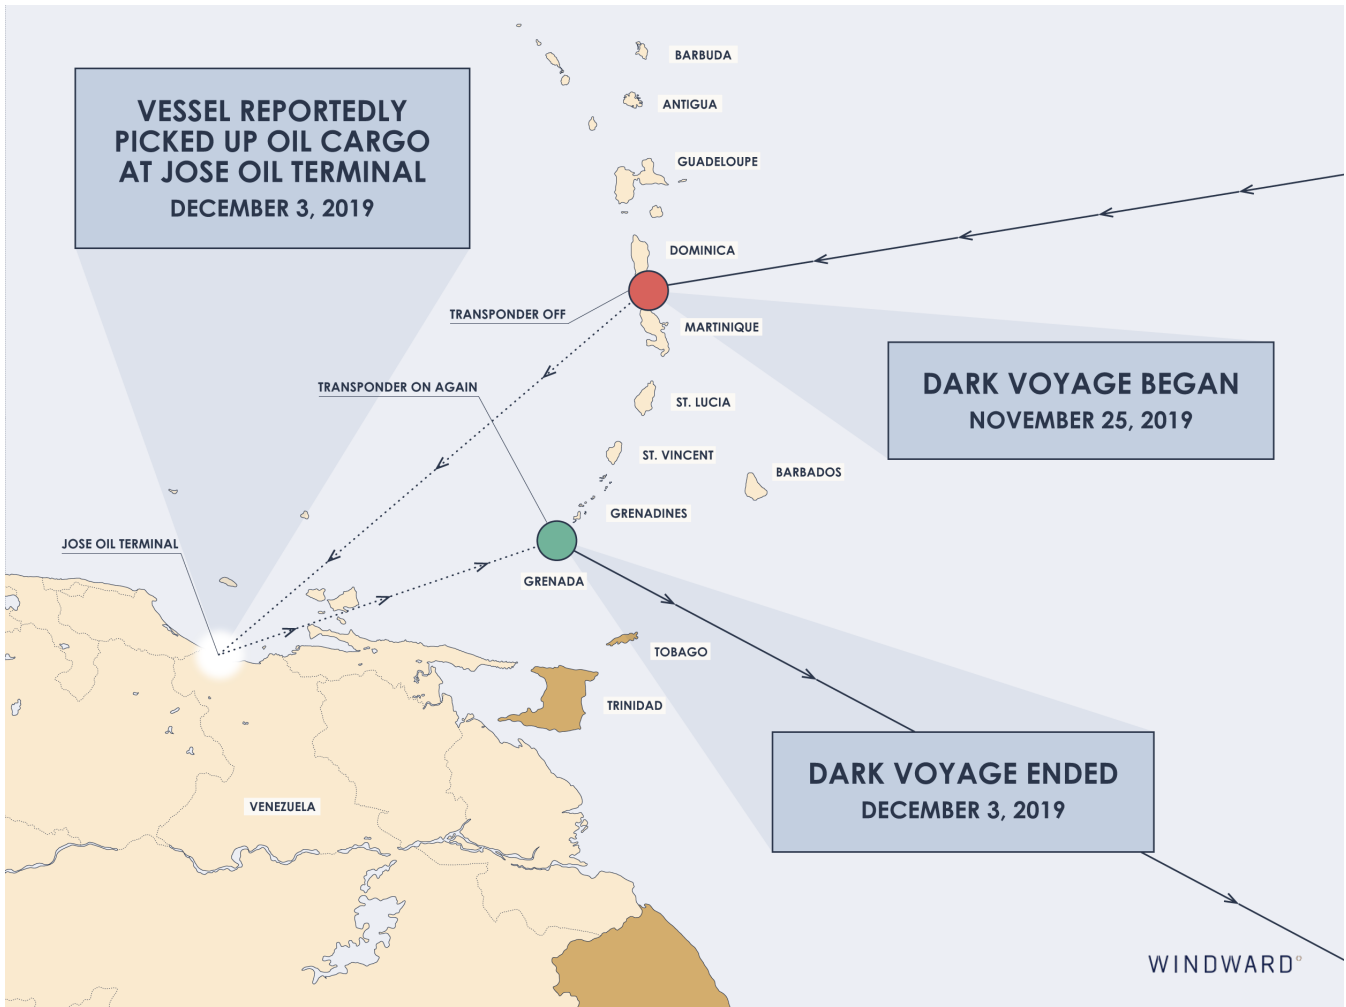 BARBUDA
VESSEL REPORTEDLY
PICKED UP OIL CARGO
AT JOSE OIL TERMINAL
DECEMBER 3, 2019
ANTIGUA
GUADELOUPE
DOMINICA
TRANSPONDER OFF
MARTINIQUE
DARK VOYAGE BEGAN
NOVEMBER 25, 2019
TRANSPONDER ON AGAIN
ST. LUCIA
ST. VINCENT
BARBADOS
GRENADINES
JOSE OIL TERMINAL
GRENADA
TOBAGO
TRINIDAD
DARK VOYAGE ENDED
DECEMBER 3, 2019
VENEZUELA
WINDWARD